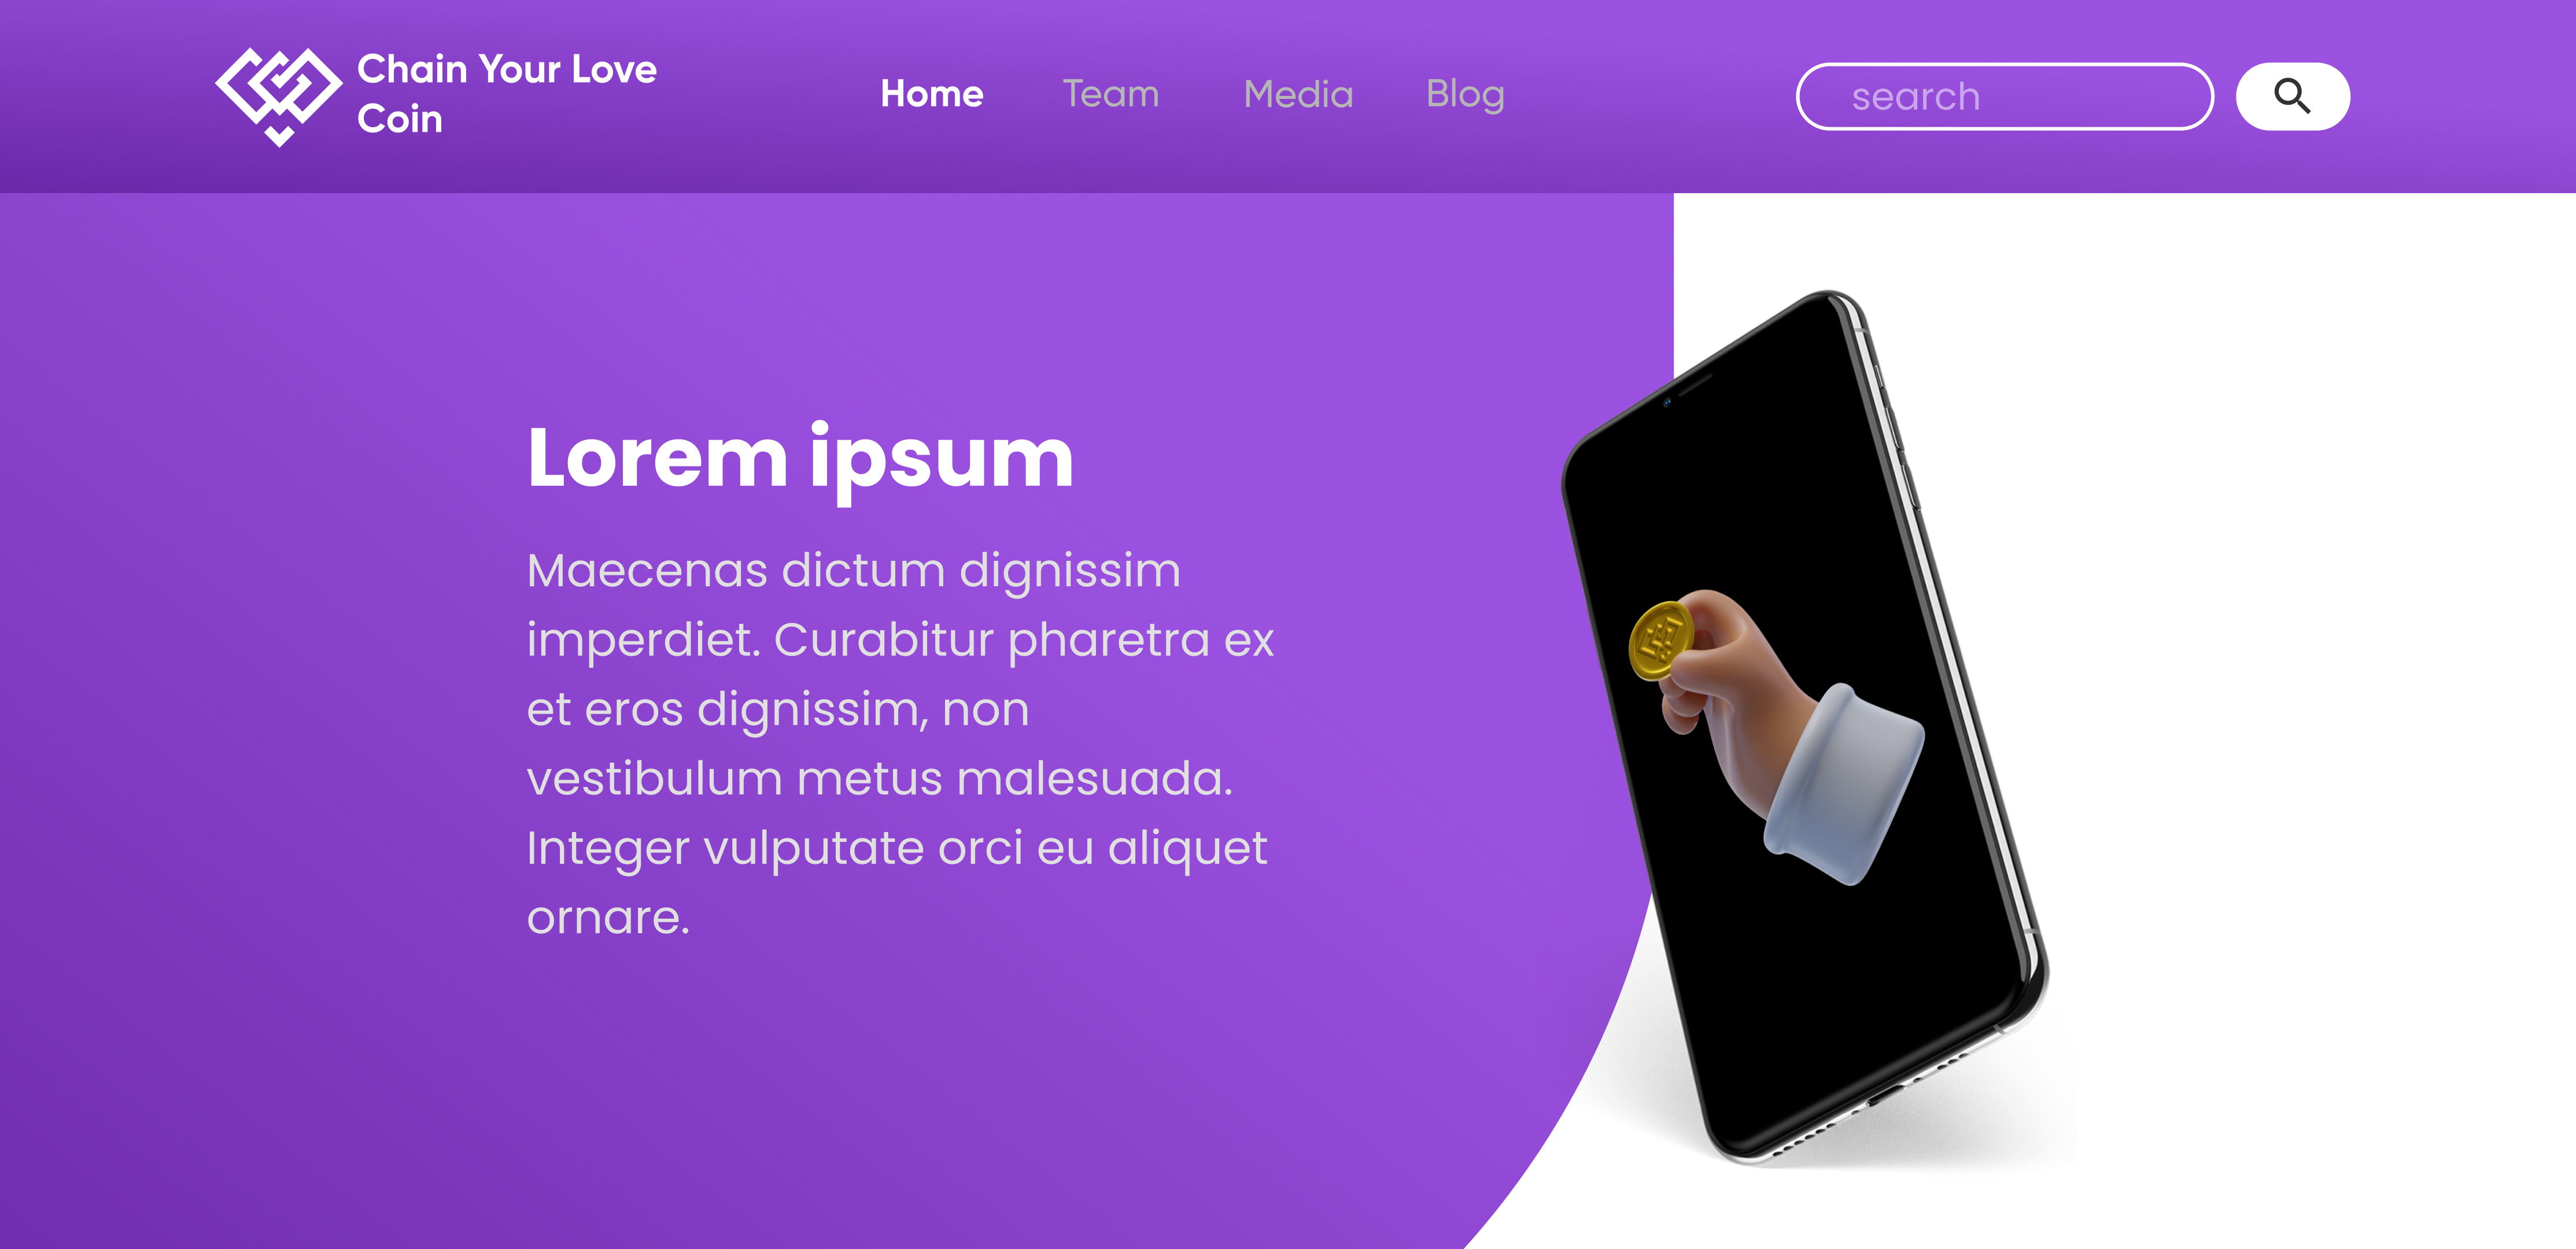 Chain Your Love
Coin
Home Team Media Blog
search
Lorem ipsum
Maecenas dictum dignissim
imperdiet. Curabitur pharetra ex
et eros dignissim, non
vestibulum metus malesuada.
Integer vulputate orci eu aliquet
ornare.